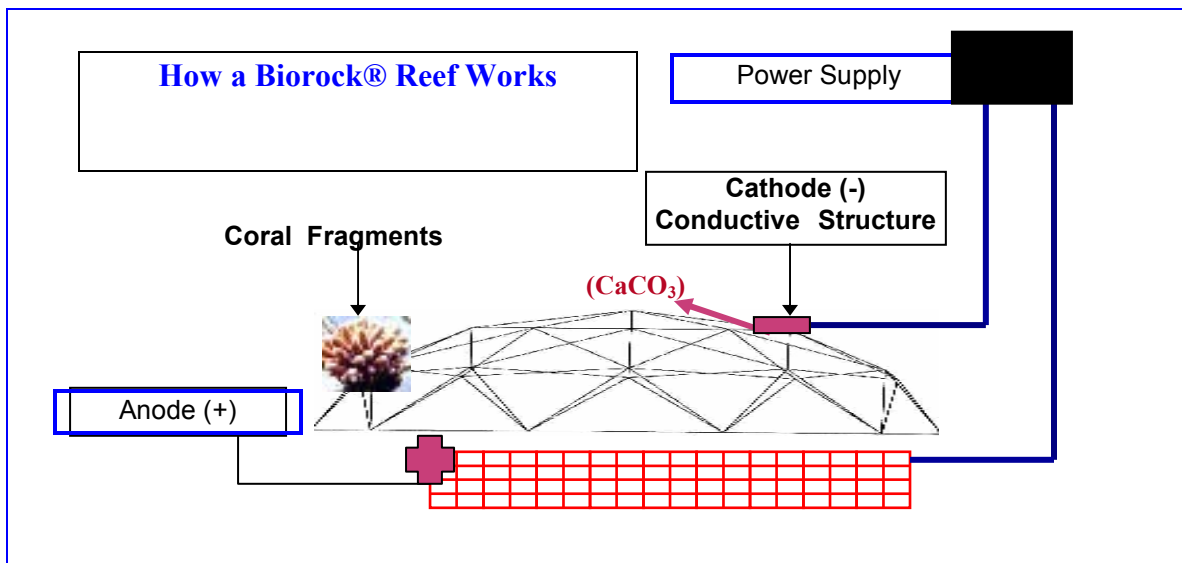 How a Biorock® Reef Works
Power Supply
Cathode (-)
Conductive Structure
Coral Fragments
(CaCO₃)
Anode (+)